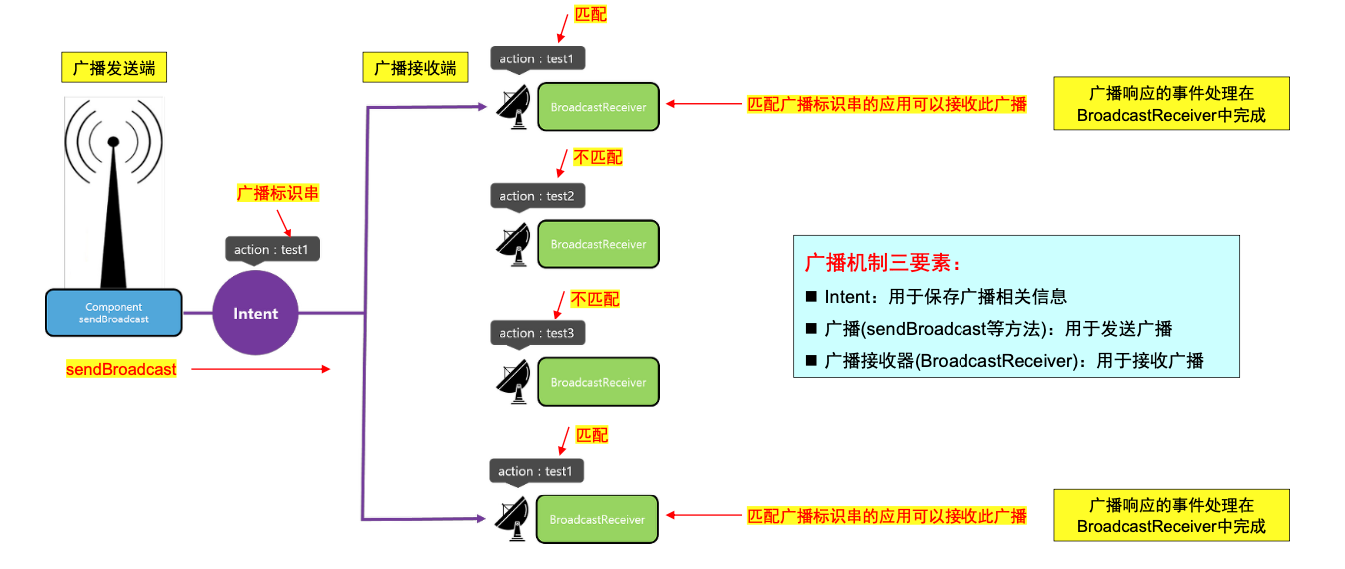 匹配
广播发送端
广播接收端
action : test1
BroadcastReceiver
匹配广播标识串的应用可以接收此广播
广播响应的事件处理在
BroadcastReceiver中完成
不匹配
action : test2
BroadcastReceiver
广播标识串
action : test1
Component
sendBroadcast
Intent
sendBroadcast
不匹配
action : test3
BroadcastReceiver
广播机制三要素：
■ Intent：用于保存广播相关信息
■ 广播(sendBroadcast等方法)：用于发送广播
■ 广播接收器(BroadcastReceiver)：用于接收广播
匹配
action : test1
BroadcastReceiver
匹配广播标识串的应用可以接收此广播
广播响应的事件处理在
BroadcastReceiver中完成